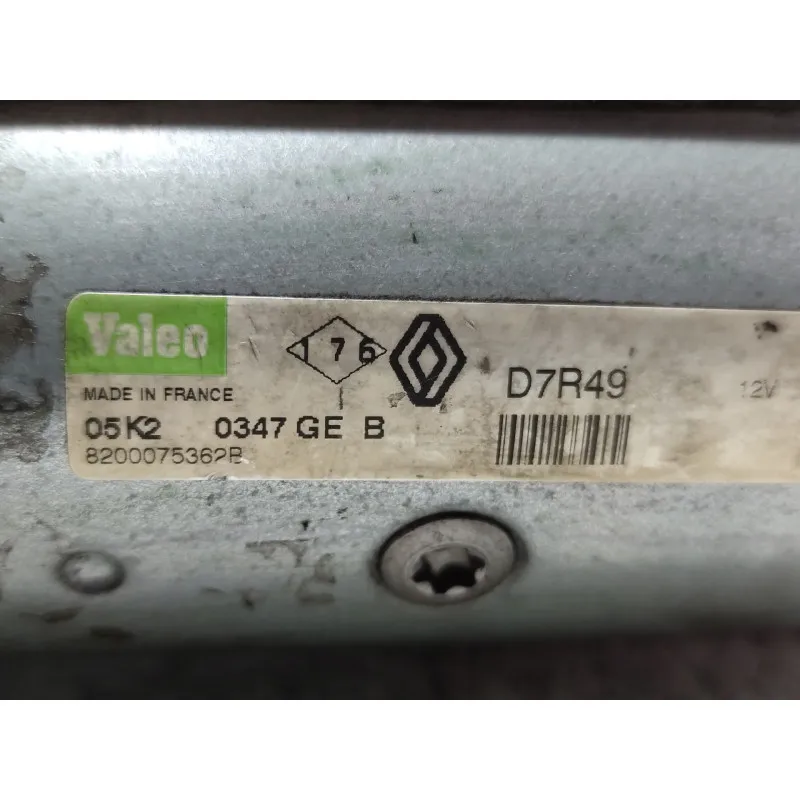 Valeo
176
D7R49
12V
MADE IN FRANCE
05K2 0347 GE B
8200075362B